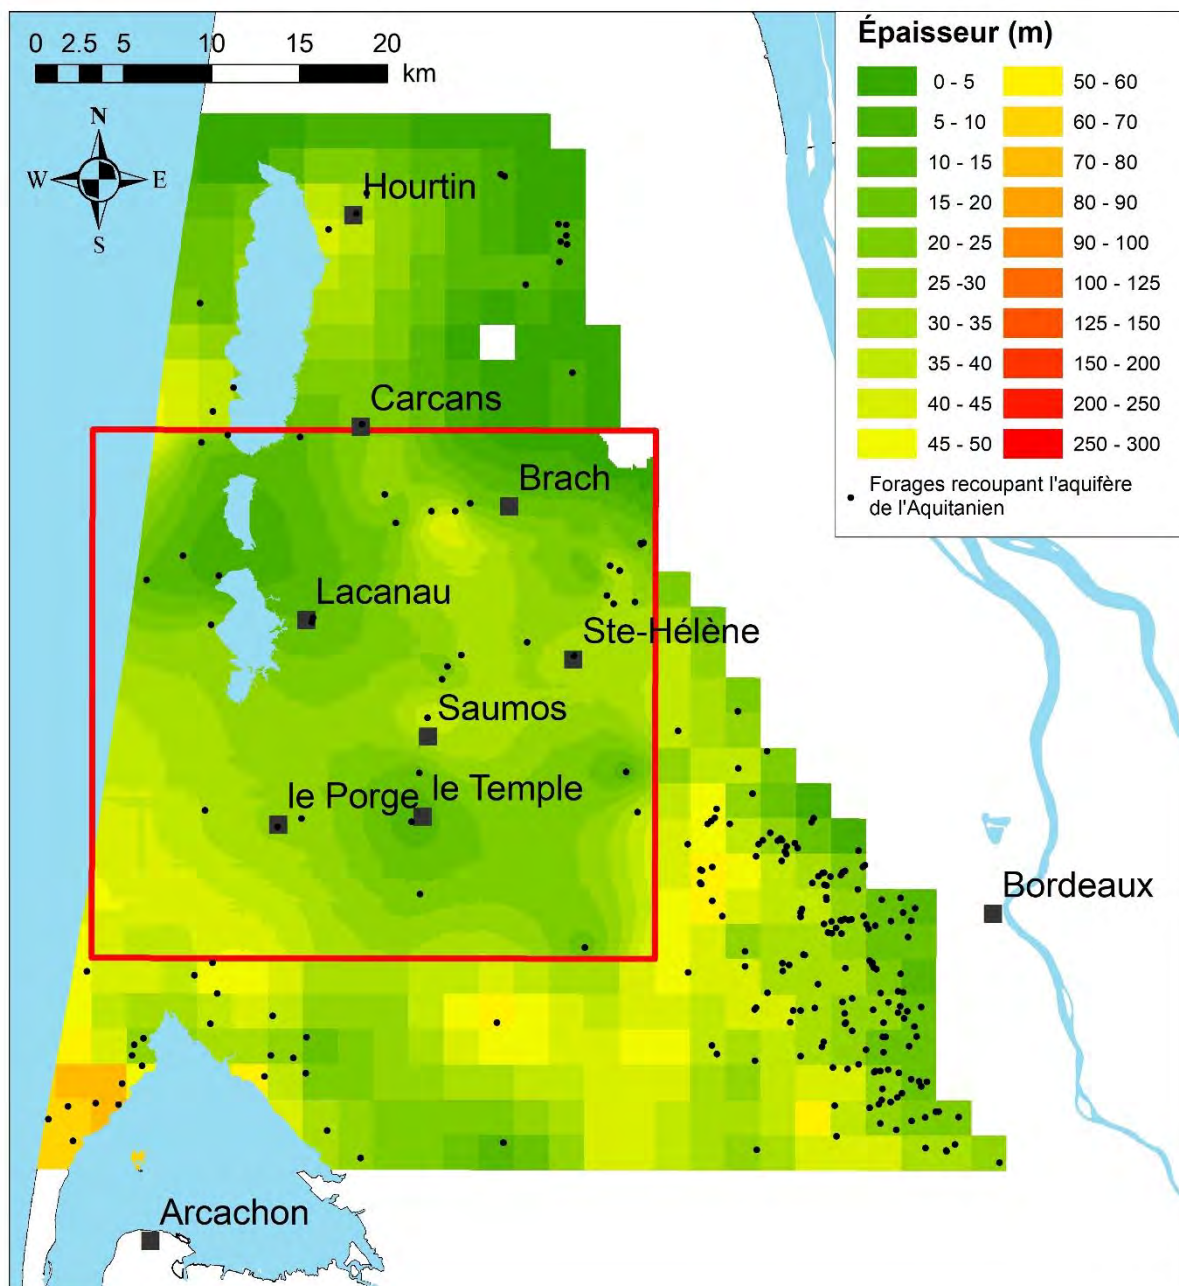 0 2.5 5 10 15 20
km
N
W E
S
Épaisseur (m)
0 - 5
5 - 10
10 - 15
15 - 20
20 - 25
25 -30
30 - 35
35 - 40
40 - 45
45 - 50
50 - 60
60 - 70
70 - 80
80 - 90
90 - 100
100 - 125
125 - 150
150 - 200
200 - 250
250 - 300
Forages recoupant l'aquifère
de l'Aquitanien
Hourtin
Carcans
Brach
Lacanau
Ste-Hélène
Saumos
le Porge
le Temple
Bordeaux
Arcachon